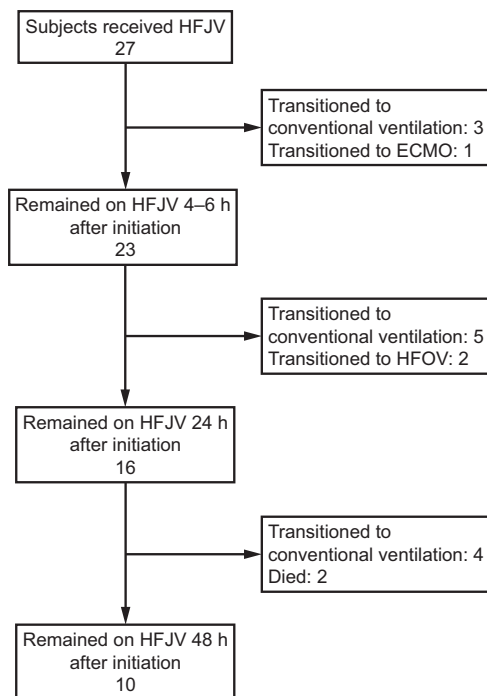 Subjects received HFJV
27
Transitioned to
conventional ventilation: 3
Transitioned to ECMO: 1
Remained on HFJV 4–6 h
after initiation
23
Transitioned to
conventional ventilation: 5
Transitioned to HFOV: 2
Remained on HFJV 24 h
after initiation
16
Transitioned to
conventional ventilation: 4
Died: 2
Remained on HFJV 48 h
after initiation
10